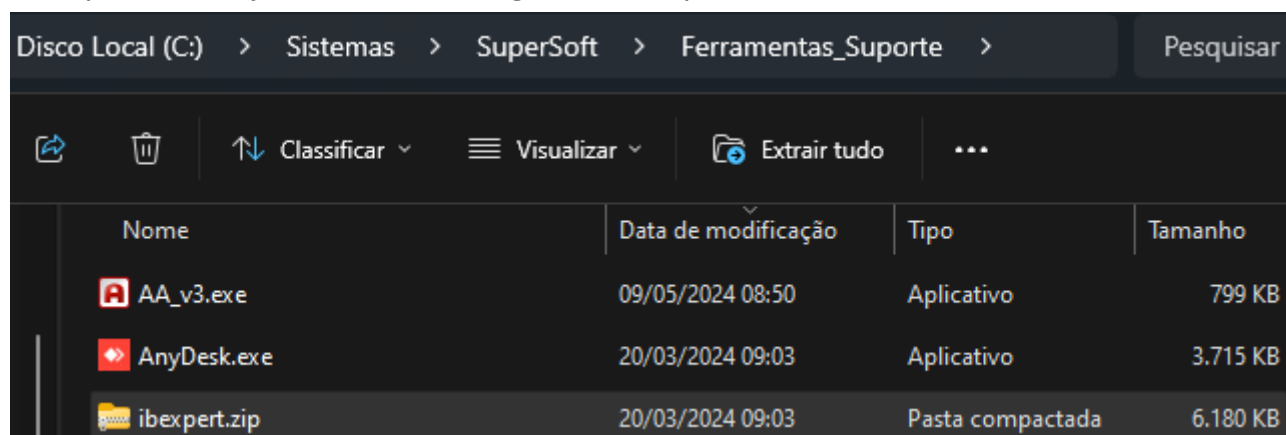 Disco Local (C:) > Sistemas > SuperSoft > Ferramentas_Suporte > Pesquisar
Classificar Visualizar Extrair tudo ...
Nome Data de modificação Tipo Tamanho
AA_v3.exe 09/05/2024 08:50 Aplicativo 799 KB
AnyDesk.exe 20/03/2024 09:03 Aplicativo 3.715 KB
ibexpert.zip 20/03/2024 09:03 Pasta compactada 6.180 KB